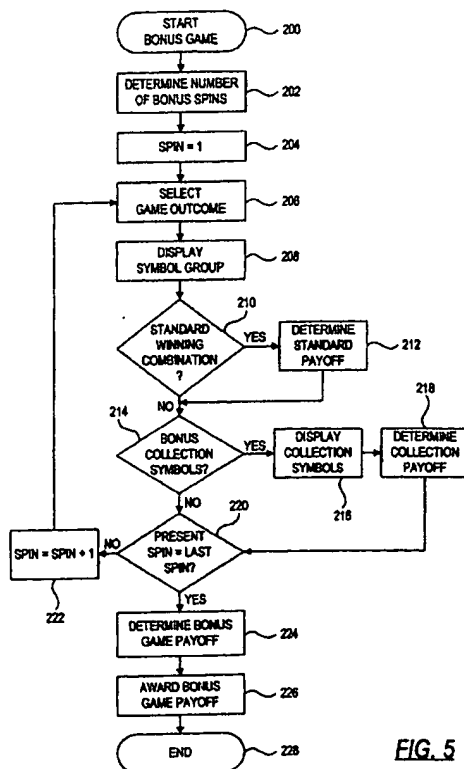 START
BONUS GAME
200
DETERMINE NUMBER
OF BONUS SPINS
202
SPIN = 1
204
SELECT
GAME OUTCOME
206
DISPLAY
SYMBOL GROUP
208
210
STANDARD
WINNING
COMBINATION
?
YES
DETERMINE
STANDARD
PAYOFF
212
NO
214
BONUS
COLLECTION
SYMBOLS?
YES
DISPLAY
COLLECTION
SYMBOLS
216
218
DETERMINE
COLLECTION
PAYOFF
NO
220
PRESENT
SPIN = LAST
SPIN?
NO
SPIN = SPIN + 1
222
YES
DETERMINE BONUS
GAME PAYOFF
224
AWARD BONUS
GAME PAYOFF
226
END
228
FIG. 5